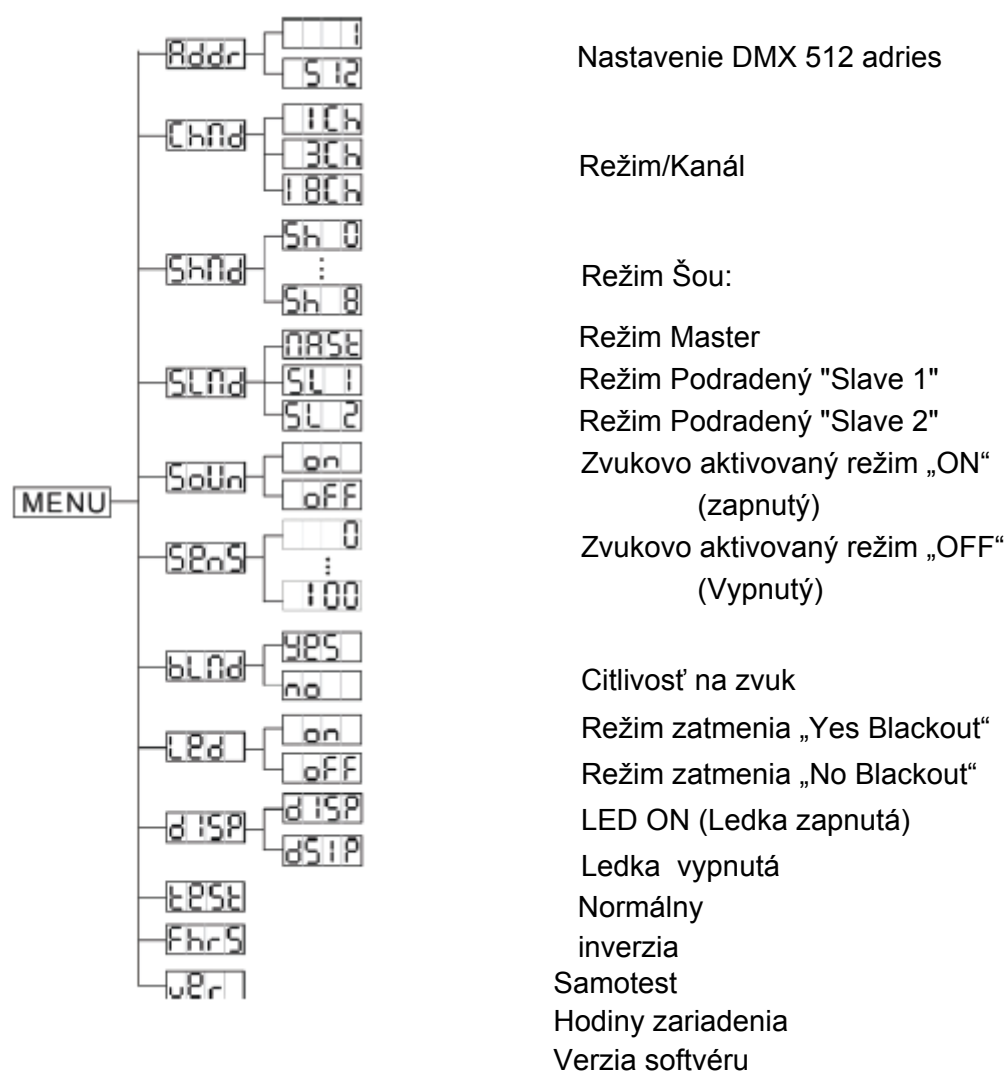 MENU
Addr
1
512
Nastavenie DMX 512 adries
ChMd
1Ch
3Ch
18Ch
Režim/Kanál
ShMd
Sh 0
⋮
Sh 8
Režim Šou:
SLMd
MASt
SL 1
SL 2
Režim Master
Režim Podradený "Slave 1"
Režim Podradený "Slave 2"
SoUn
on
oFF
Zvukovo aktivovaný režim „ON“
(zapnutý)
Zvukovo aktivovaný režim „OFF“
(Vypnutý)
SenS
0
⋮
100
Citlivosť na zvuk
bLMd
yes
no
Režim zatmenia „Yes Blackout“
Režim zatmenia „No Blackout“
Led
on
oFF
LED ON (Ledka zapnutá)
Ledka vypnutá
dISP
dISP
dSIP
Normálny
inverzia
teSt
Samotest
FhrS
Hodiny zariadenia
ver
Verzia softvéru